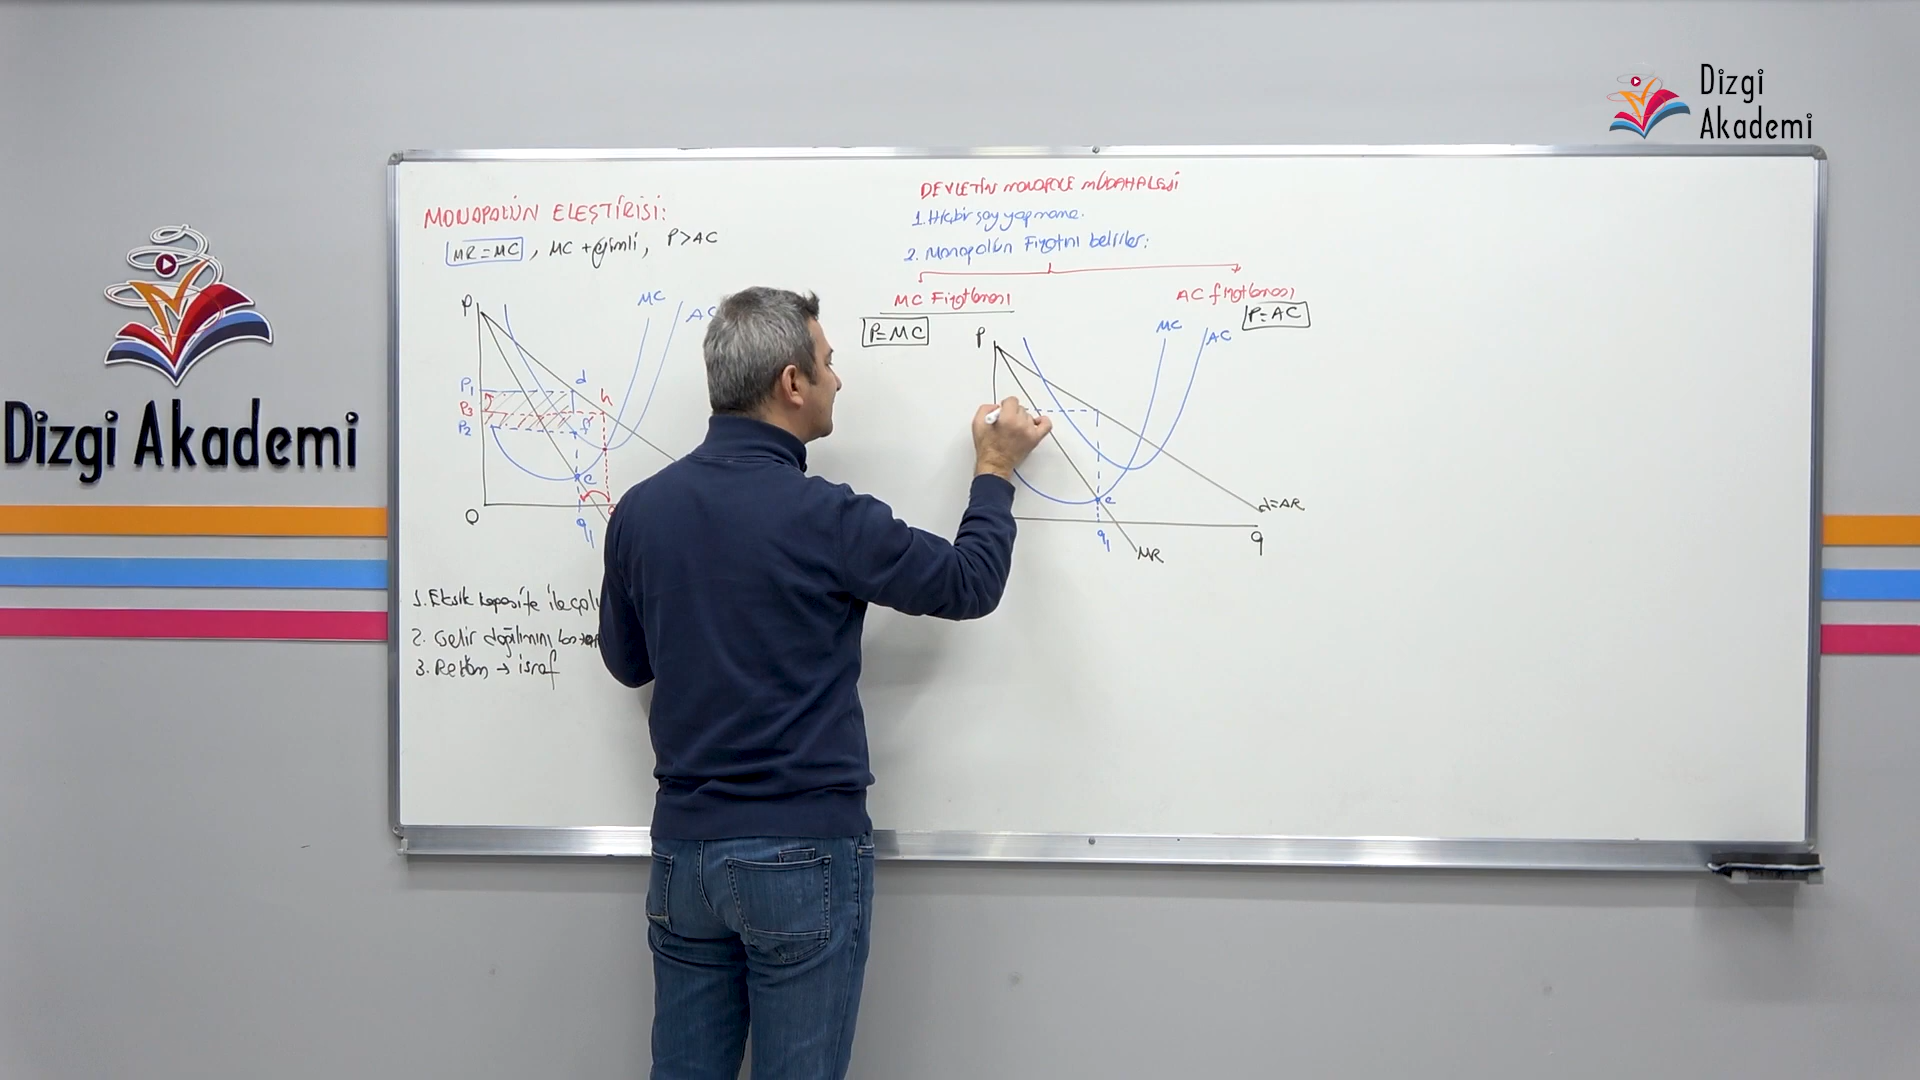 Dizgi
Akademi
Dizgi Akademi
MONOPOLÜN ELEŞTİRİSİ:
MR = MC , MC + eğimli, P > AC
P
MC
AC
P1
P3
P2
d
h
f
e
O
q1
1. Eksik kapasite ile çalı
2. Gelir dağılımını
3. Reklam → israf
DEVLETİN MONOPOLE MÜDAHALESİ
1. Hiçbir şey yapmama.
2. Monopolün Fiyatını belirler:
MC Fiyatlaması
AC fiyatlaması
P = MC
P = AC
P
MC
AC
e
d=AR
q1
MR
q